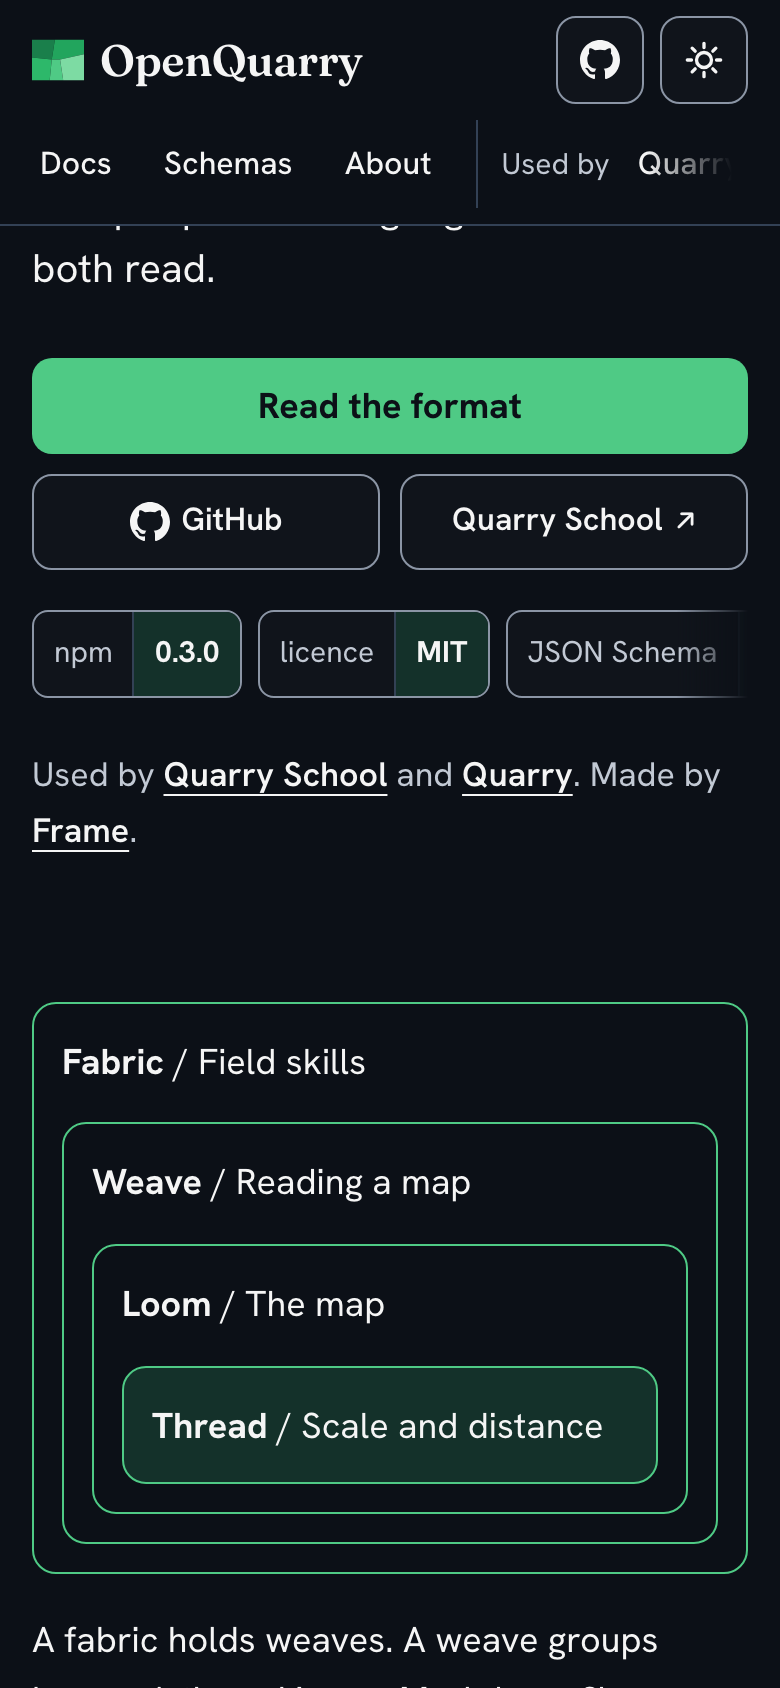 OpenQuarry
Docs Schemas About Used by Quarry
both read.
Read the format
GitHub Quarry School ↗
npm 0.3.0 licence MIT JSON Schema
Used by Quarry School and Quarry. Made by
Frame.
Fabric / Field skills
Weave / Reading a map
Loom / The map
Thread / Scale and distance
A fabric holds weaves. A weave groups